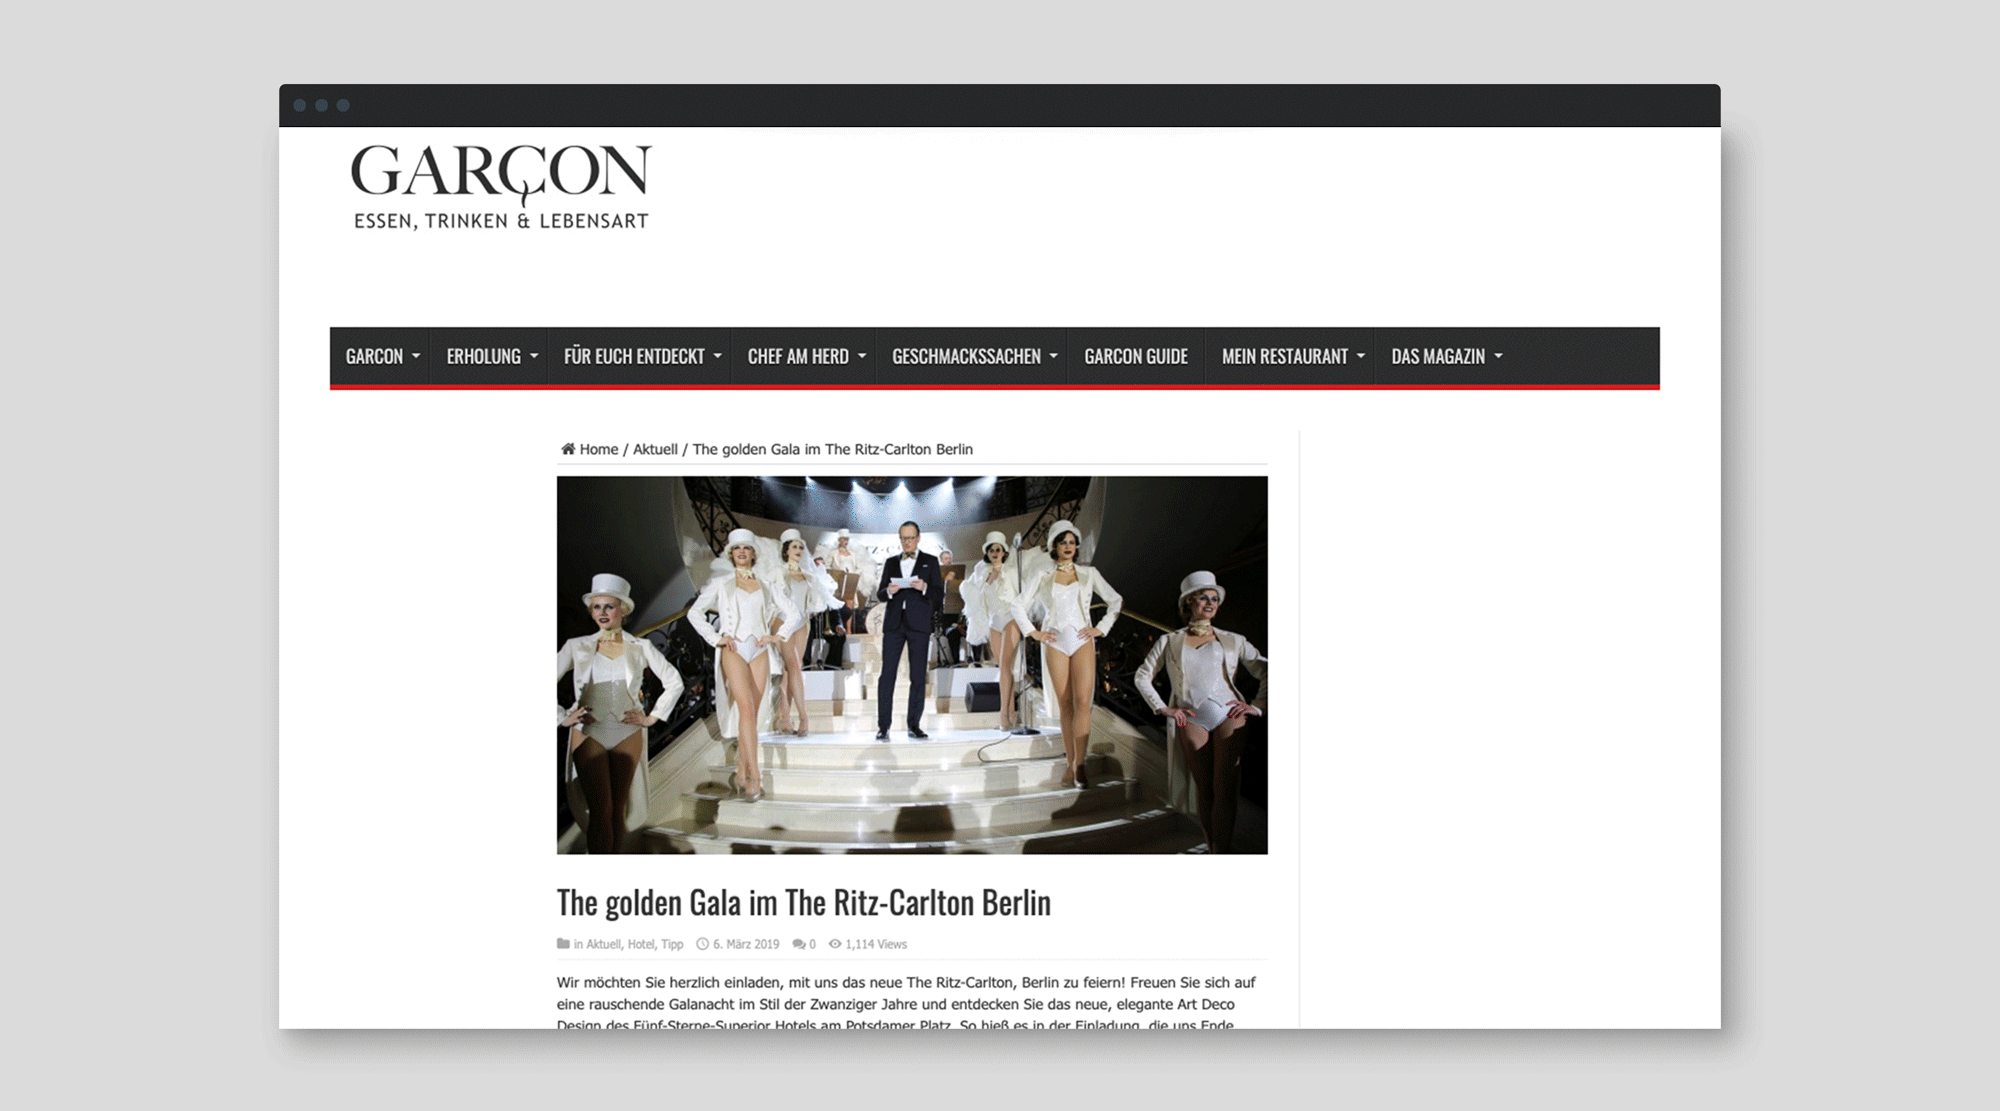 GARÇON
ESSEN, TRINKEN & LEBENSART
GARCON ERHOLUNG FÜR EUCH ENTDECKT CHEF AM HERD GESCHMACKSSACHEN GARCON GUIDE MEIN RESTAURANT DAS MAGAZIN
Home / Aktuell / The golden Gala im The Ritz-Carlton Berlin
The golden Gala im The Ritz-Carlton Berlin
in Aktuell, Hotel, Tipp 6. März 2019 0 1,114 Views
Wir möchten Sie herzlich einladen, mit uns das neue The Ritz-Carlton, Berlin zu feiern! Freuen Sie sich auf
eine rauschende Galanacht im Stil der Zwanziger Jahre und entdecken Sie das neue, elegante Art Deco
Design des Fünf-Sterne-Superior Hotels am Potsdamer Platz. So hieß es in der Einladung, die uns Ende